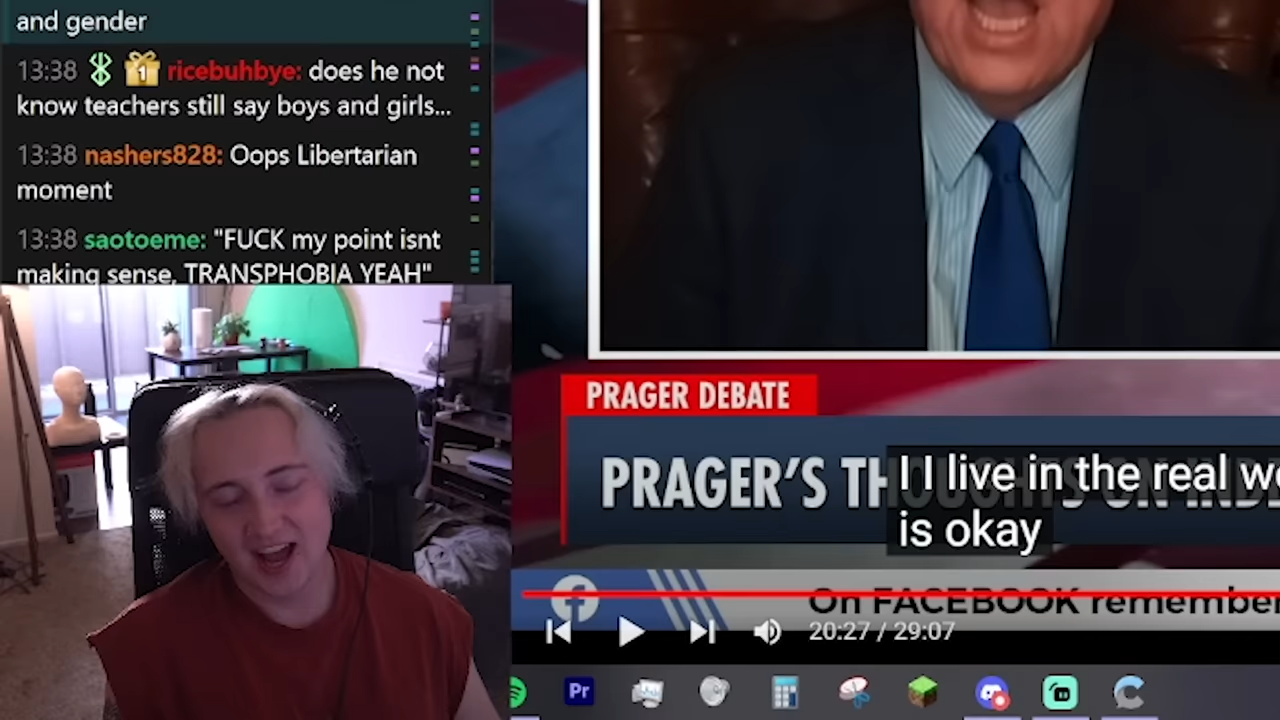 and gender
13:38 ricebuhbye: does he not
know teachers still say boys and girls...
13:38 nashers828: Oops Libertarian
moment
13:38 saotoeme: "FUCK my point isnt
making sense, TRANSPHOBIA YEAH"
PRAGER DEBATE
PRAGER'S THOUGHTS ON
I I live in the real
is okay
On FACEBOOK remember
20:27 / 29:07
Pr